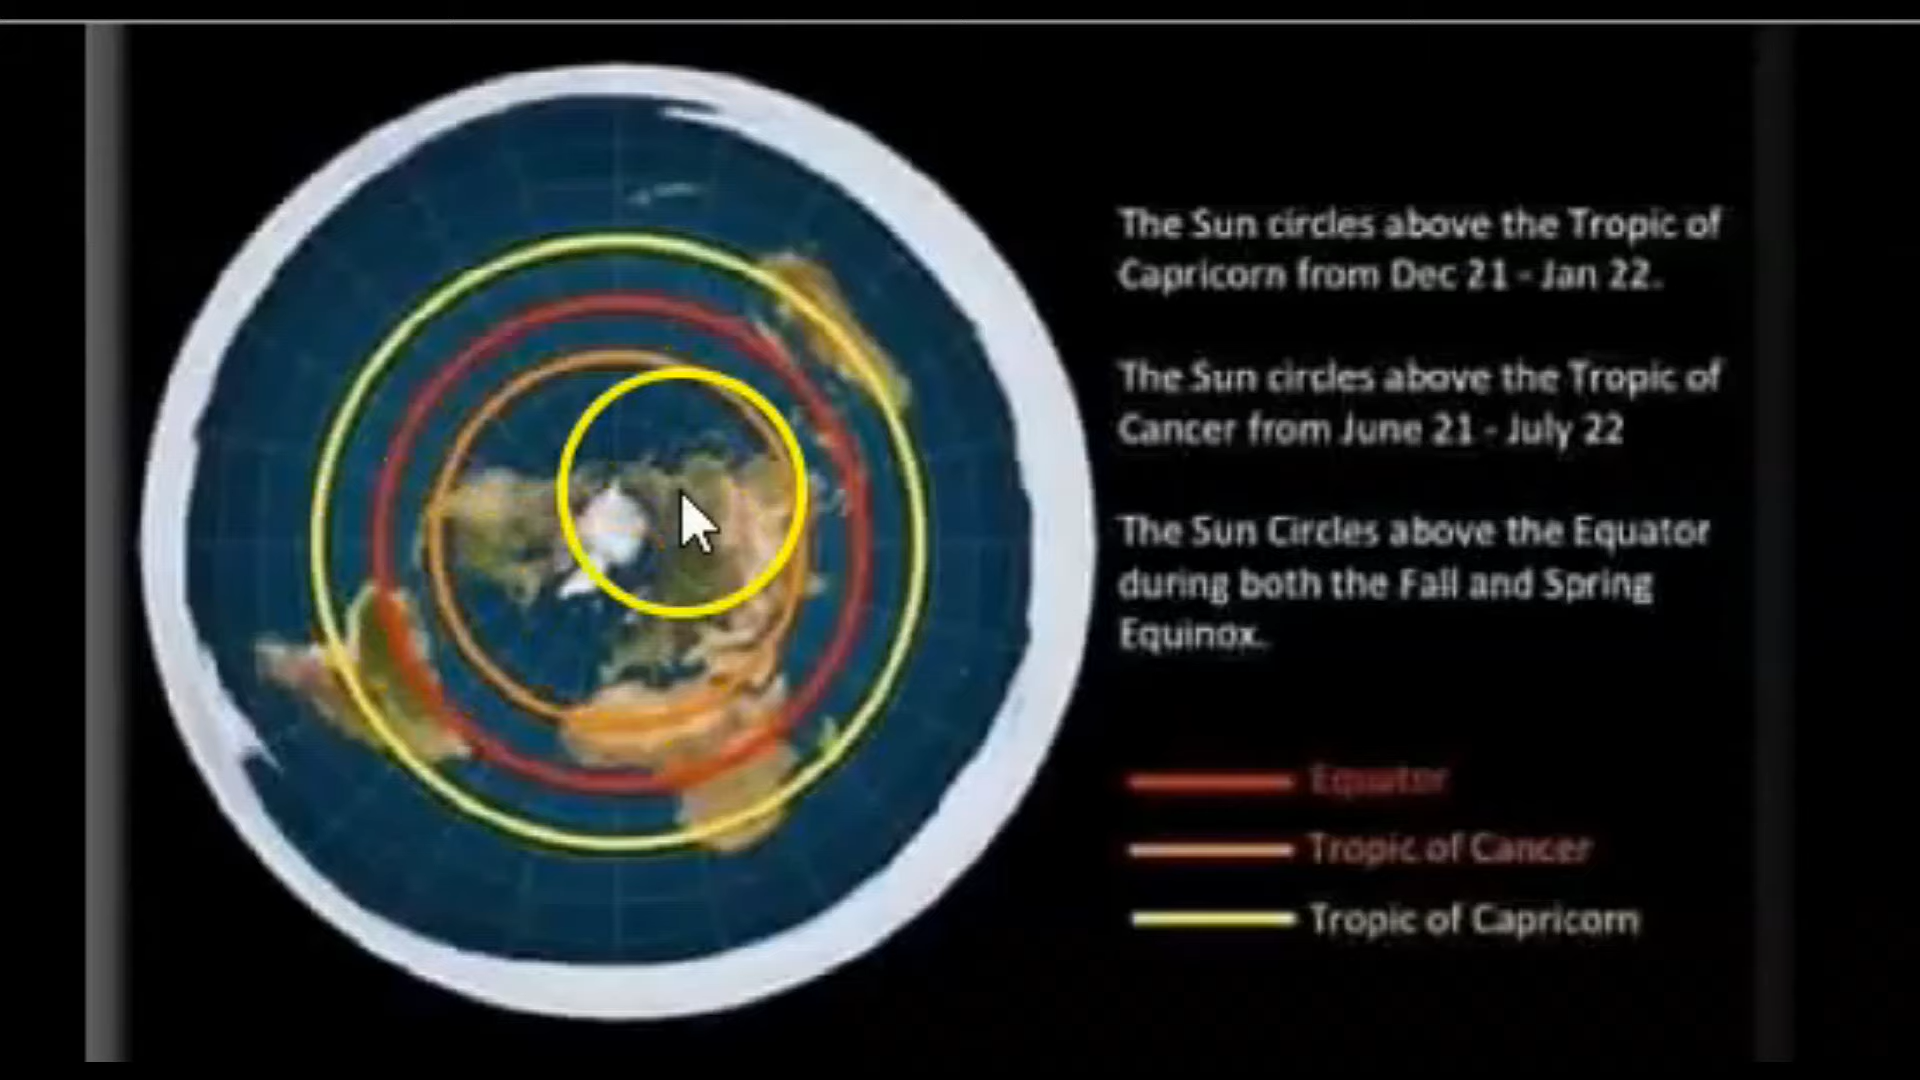 The Sun circles above the Tropic of
Capricorn from Dec 21 - Jan 22.
The Sun circles above the Tropic of
Cancer from June 21 - July 22
The Sun Circles above the Equator
during both the Fall and Spring
Equinox.
Equator
Tropic of Cancer
Tropic of Capricorn